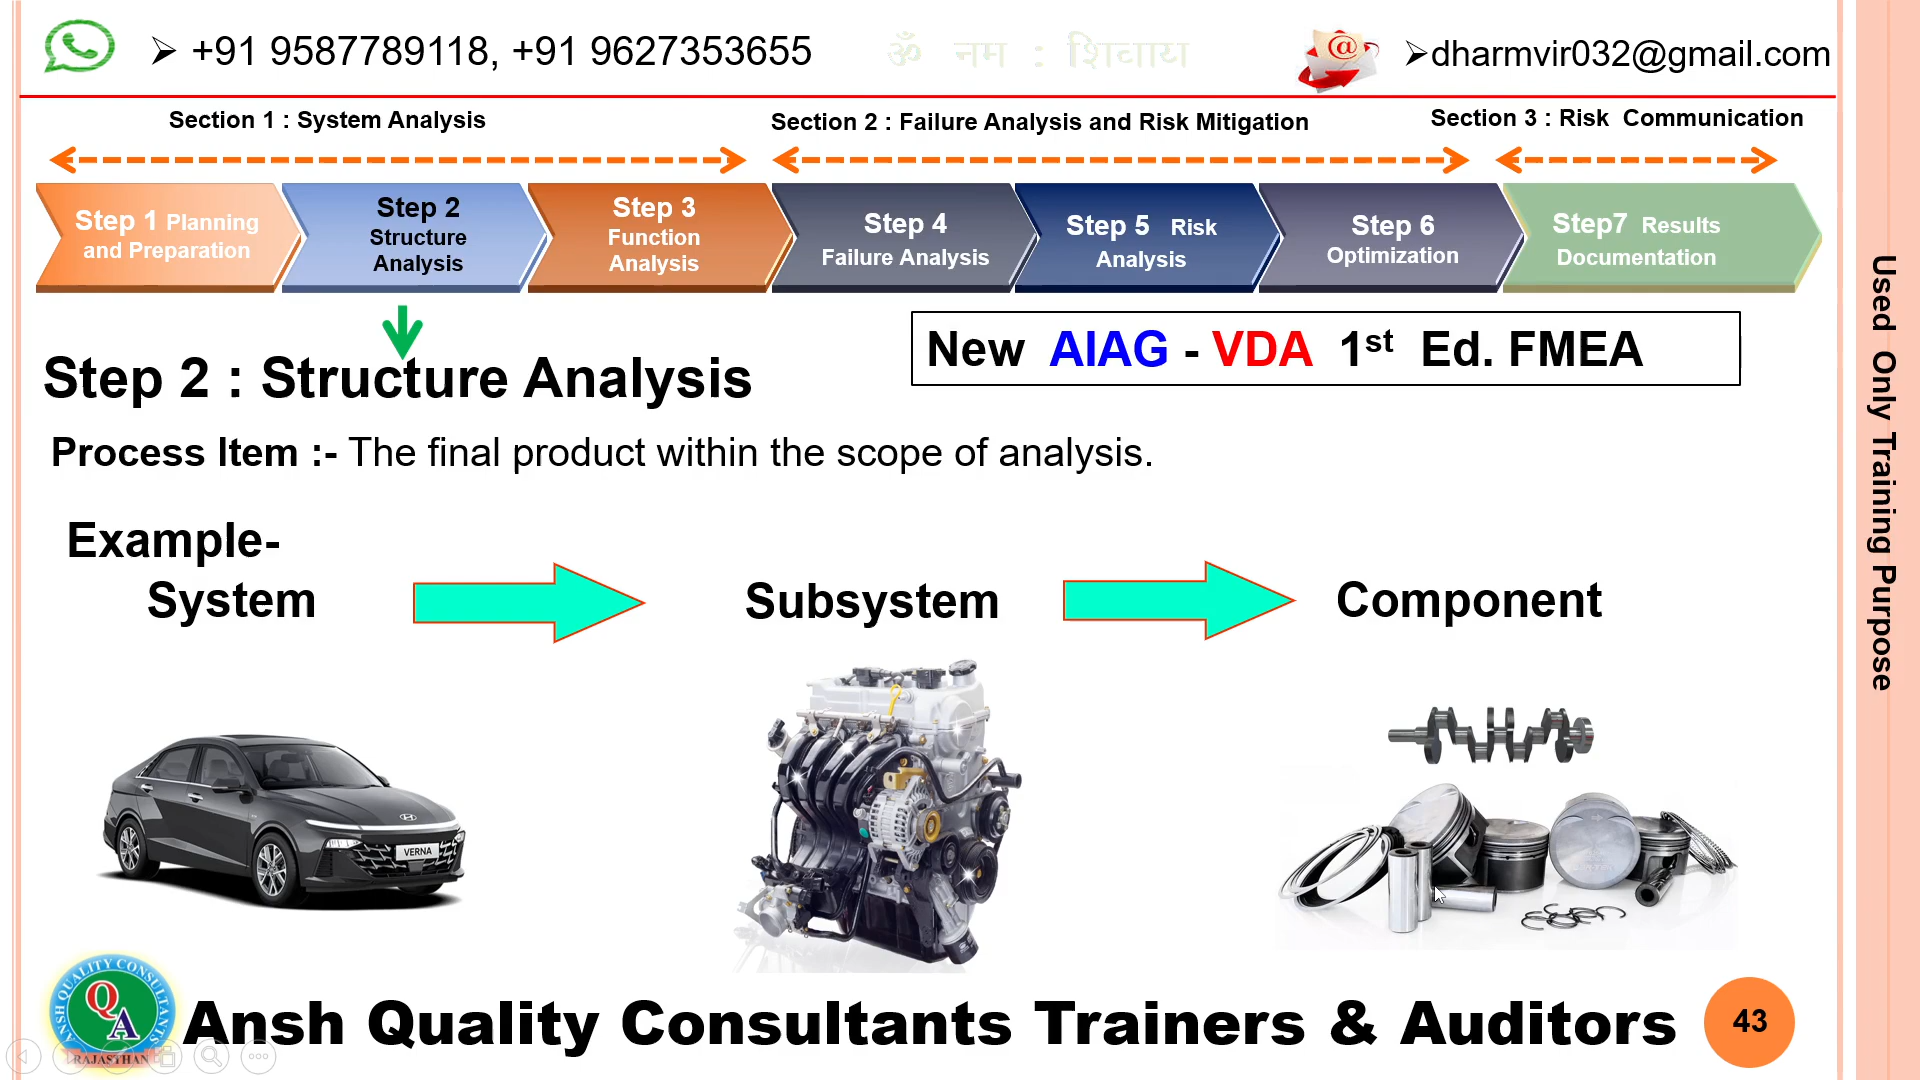 ➢ +91 9587789118, +91 9627353655
ॐ नम : शिवाय
➢dharmvir032@gmail.com
Section 1 : System Analysis
Section 2 : Failure Analysis and Risk Mitigation
Section 3 : Risk Communication
Step 1 Planning
and Preparation
Step 2
Structure
Analysis
Step 3
Function
Analysis
Step 4
Failure Analysis
Step 5 Risk
Analysis
Step 6
Optimization
Step7 Results
Documentation
New AIAG - VDA 1st Ed. FMEA
Step 2 : Structure Analysis
Process Item :- The final product within the scope of analysis.
Example-
System
Subsystem
Component
VERNA
ANSH QUALITY CONSULTANTS
QA
RAJASTHAN
Ansh Quality Consultants Trainers & Auditors
43
Used Only Training Purpose